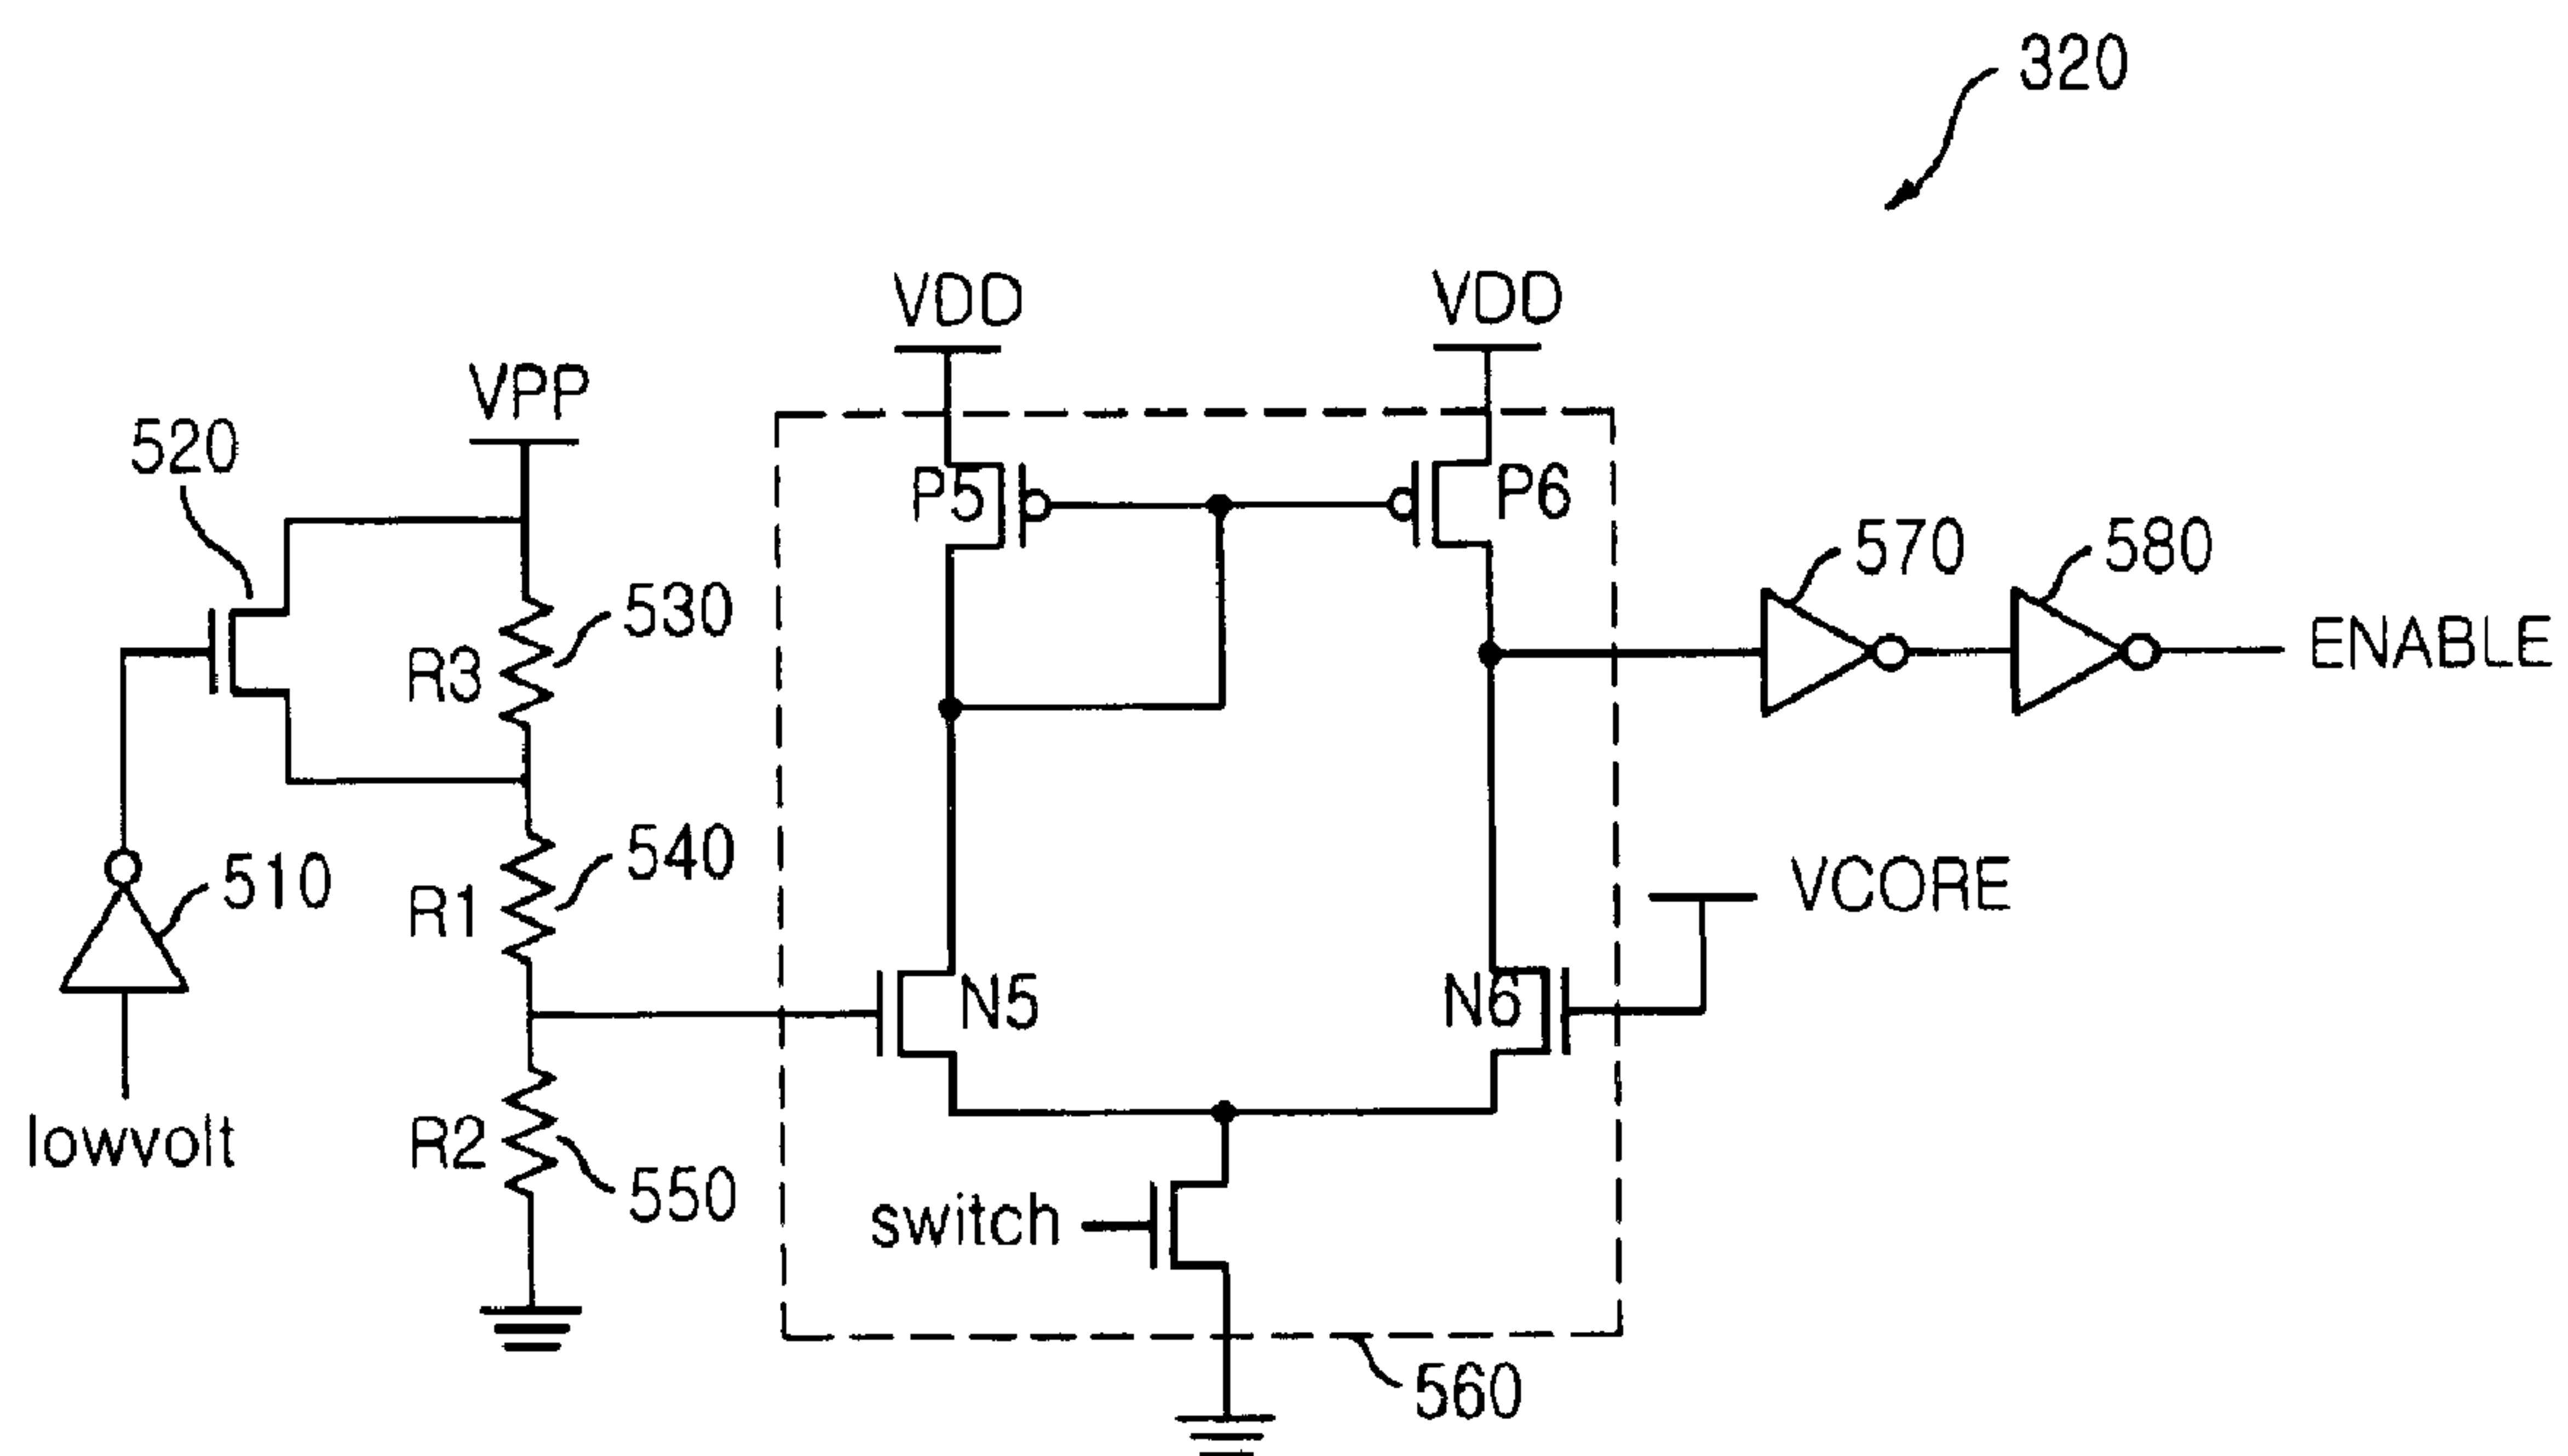 320
VDD
VDD
VPP
520
P5
P6
570
580
530
R3
ENABLE
540
510
R1
VCORE
N5
N6
lowvolt
R2
550
switch
560